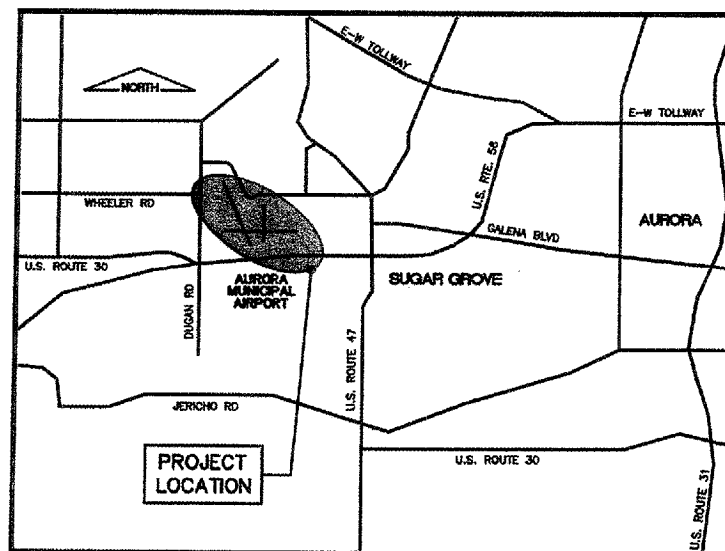 E-W TOLLWAY
NORTH
E-W TOLLWAY
U.S. RTE. 56
WHEELER RD
GALENA BLVD
AURORA
U.S. ROUTE 30
AURORA
MUNICIPAL
AIRPORT
SUGAR GROVE
DUGAN RD
U.S. ROUTE 47
JERICHO RD
PROJECT
LOCATION
U.S. ROUTE 30
U.S. ROUTE 31